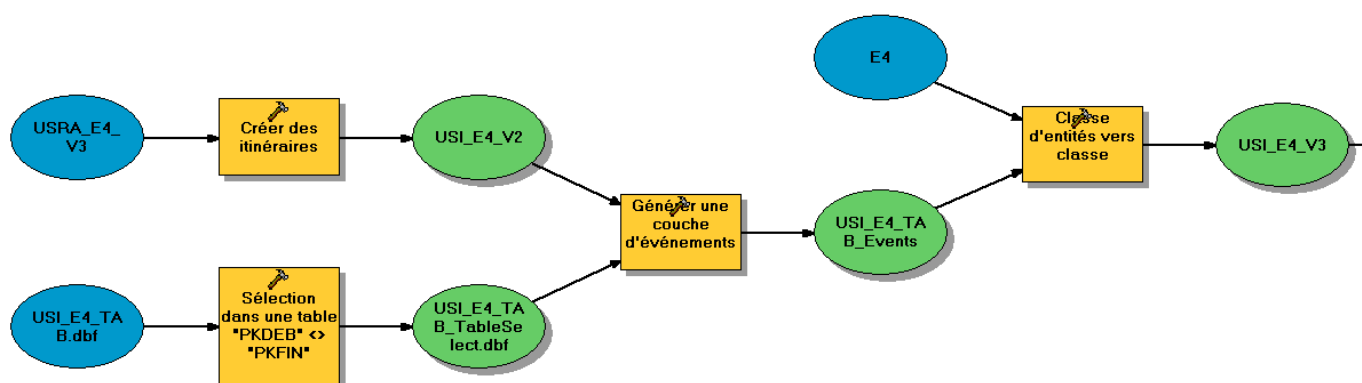 E4
USRA_E4_
V3
Créer des
itinéraires
USI_E4_V2
Classe
d'entités vers
classe
USI_E4_V3
Générer une
couche
d'événements
USI_E4_TA
B_Events
USI_E4_TA
B.dbf
Sélection
dans une table
"PKDEB" <>
"PKFIN"
USI_E4_TA
B_TableSe
lect.dbf